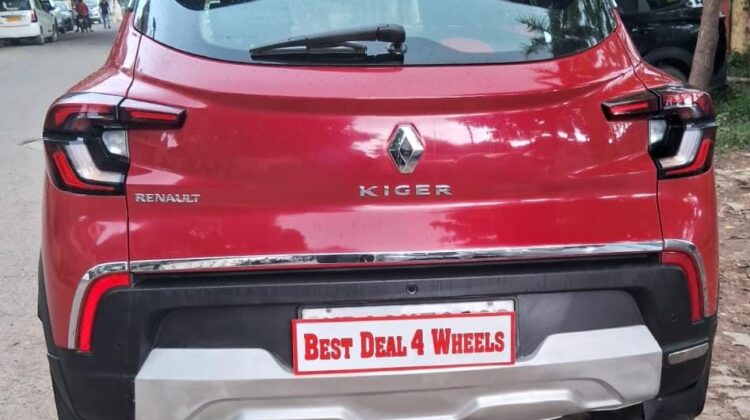 RENAULT
KIGER
BEST DEAL 4 WHEELS